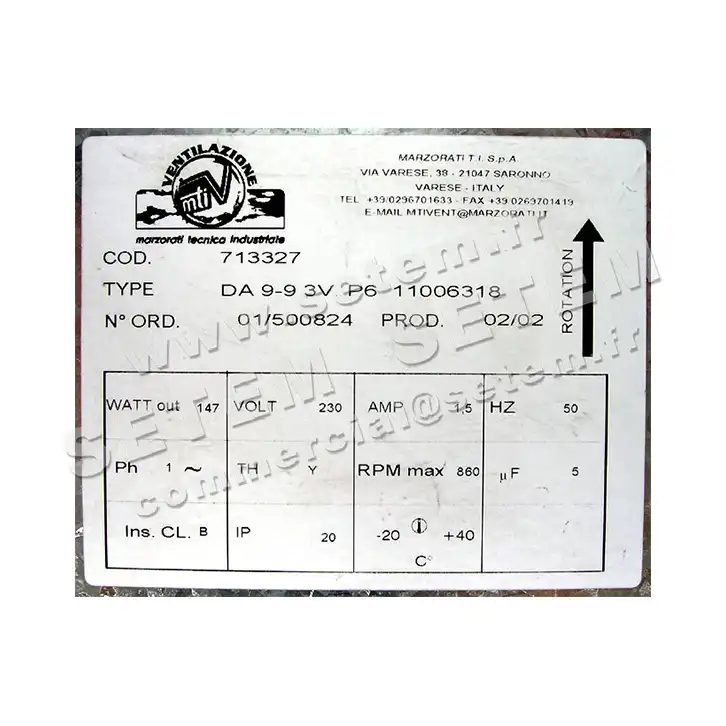 VENTILAZIONE
mti V
marzorati tecnica industriale
MARZORATI T.I. S.p.A
VIA VARESE, 38 - 21047 SARONNO
VARESE - ITALY
TEL +39/0296701633 - FAX +39 0269701419
E-MAIL MTIVENT@MARZORATI.IT
COD. 713327
TYPE DA 9-9 3V P6 11006318
N° ORD. 01/500824 PROD. 02/02
ROTATION
WATT out 147 VOLT 230 AMP 1,5 HZ 50
Ph 1 ~ TH Y RPM max 860 µF 5
Ins. CL. B IP 20 -20 +40
C°
www.setem.fr
SETEM SETEM
commercial@setem.fr